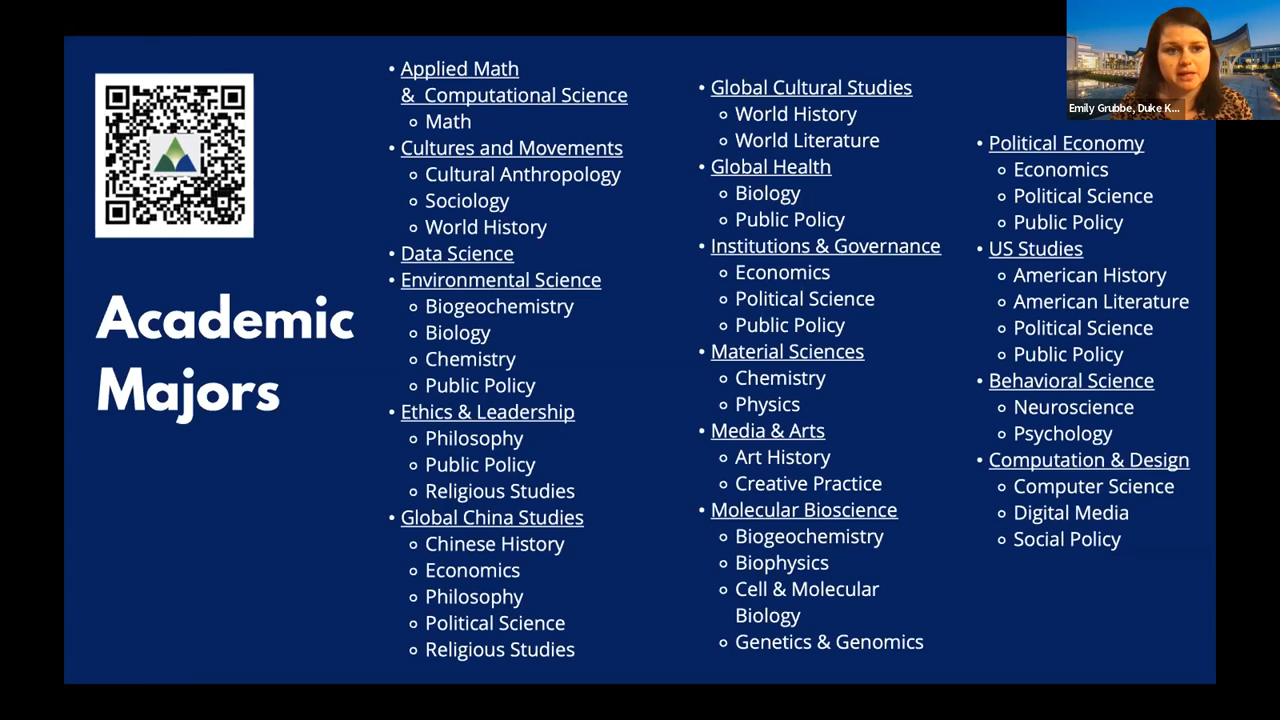 Academic
Majors
• Applied Math
& Computational Science
○ Math
• Cultures and Movements
○ Cultural Anthropology
○ Sociology
○ World History
• Data Science
• Environmental Science
○ Biogeochemistry
○ Biology
○ Chemistry
○ Public Policy
• Ethics & Leadership
○ Philosophy
○ Public Policy
○ Religious Studies
• Global China Studies
○ Chinese History
○ Economics
○ Philosophy
○ Political Science
○ Religious Studies
• Global Cultural Studies
○ World History
○ World Literature
• Global Health
○ Biology
○ Public Policy
• Institutions & Governance
○ Economics
○ Political Science
○ Public Policy
• Material Sciences
○ Chemistry
○ Physics
• Media & Arts
○ Art History
○ Creative Practice
• Molecular Bioscience
○ Biogeochemistry
○ Biophysics
○ Cell & Molecular
Biology
○ Genetics & Genomics
• Political Economy
○ Economics
○ Political Science
○ Public Policy
• US Studies
○ American History
○ American Literature
○ Political Science
○ Public Policy
• Behavioral Science
○ Neuroscience
○ Psychology
• Computation & Design
○ Computer Science
○ Digital Media
○ Social Policy
Emily Grubbe, Duke K...